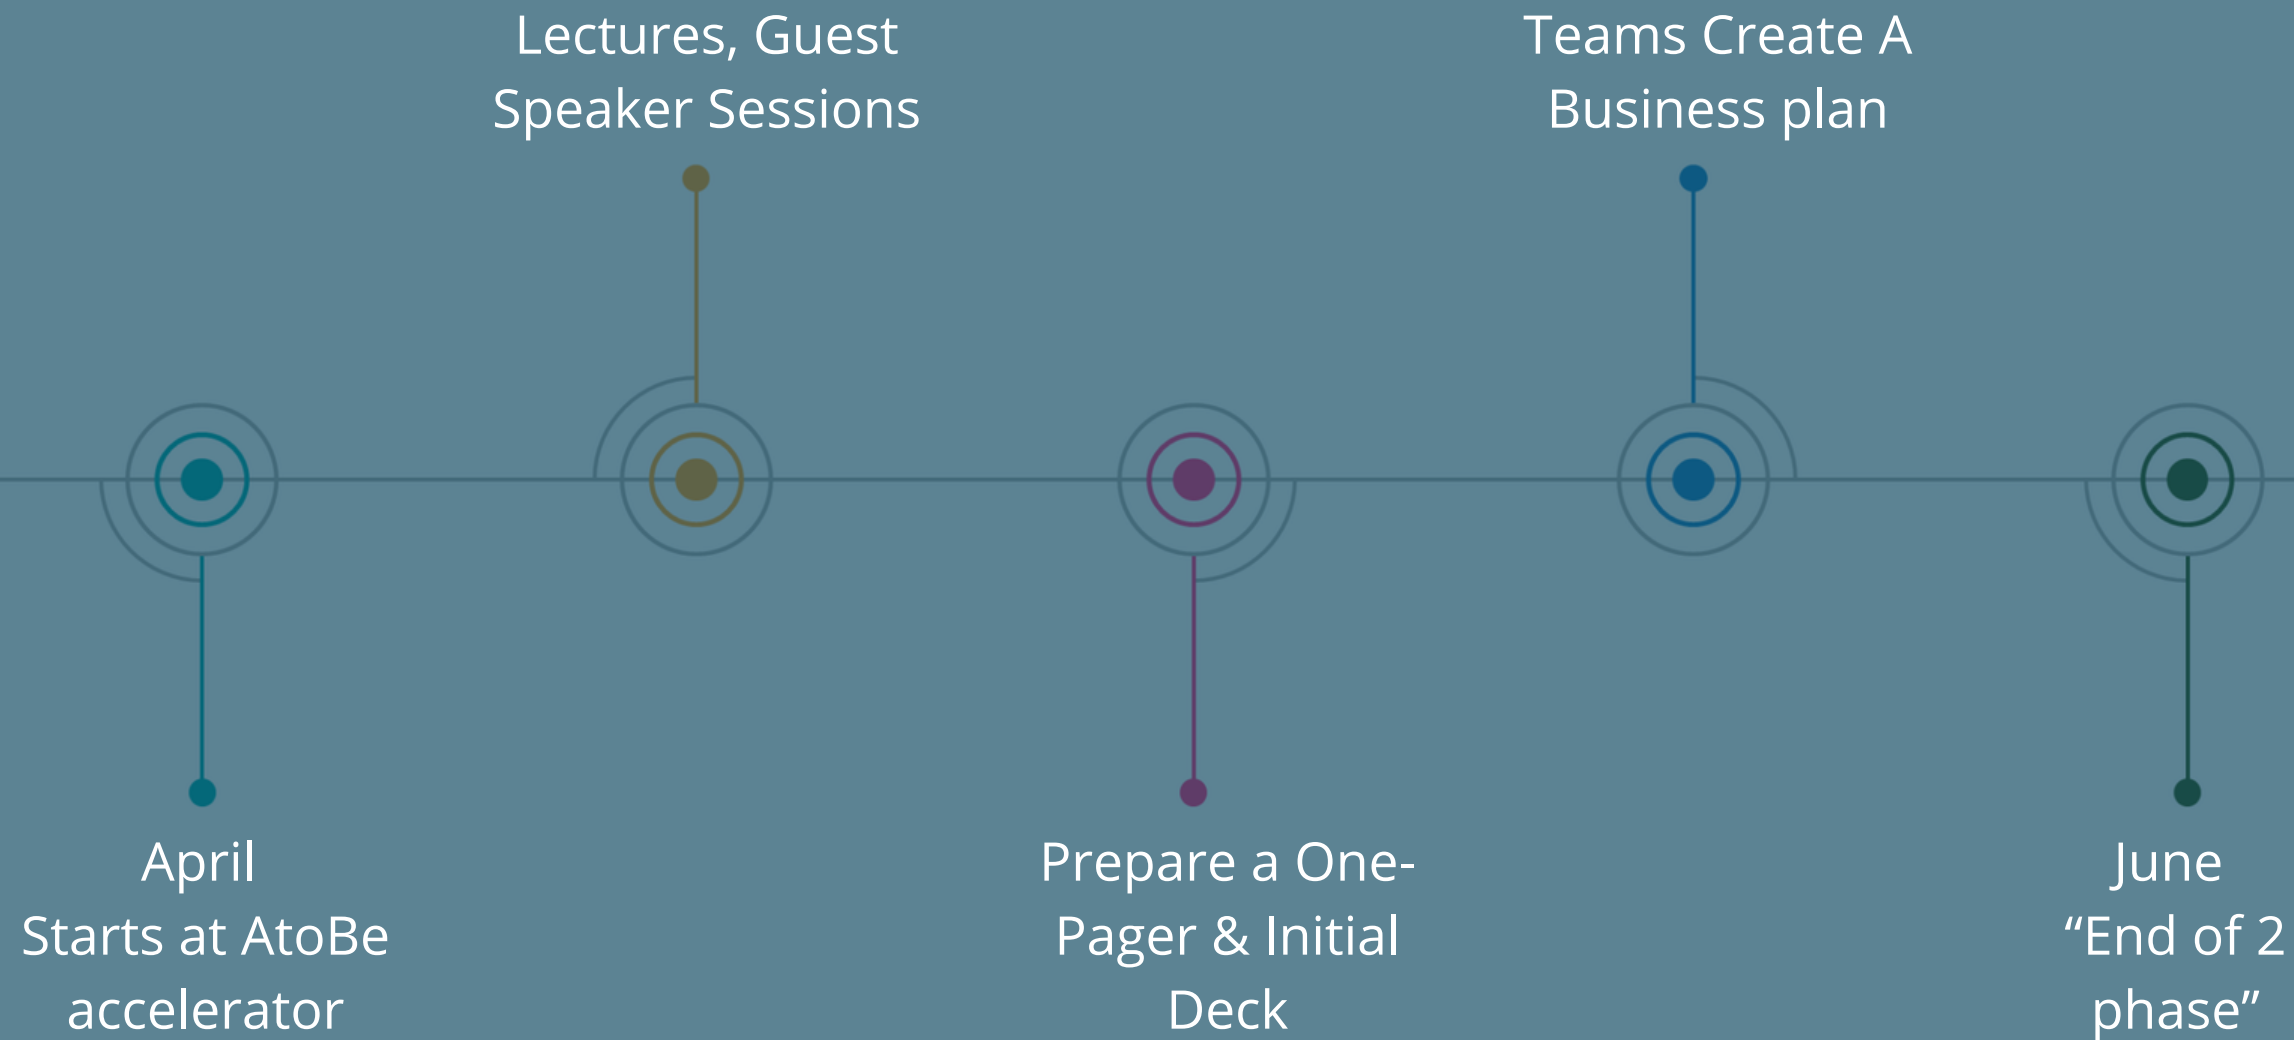 Lectures, Guest
Speaker Sessions
Teams Create A
Business plan
April
Starts at AtoBe
accelerator
Prepare a One-
Pager & Initial
Deck
June
“End of 2
phase”